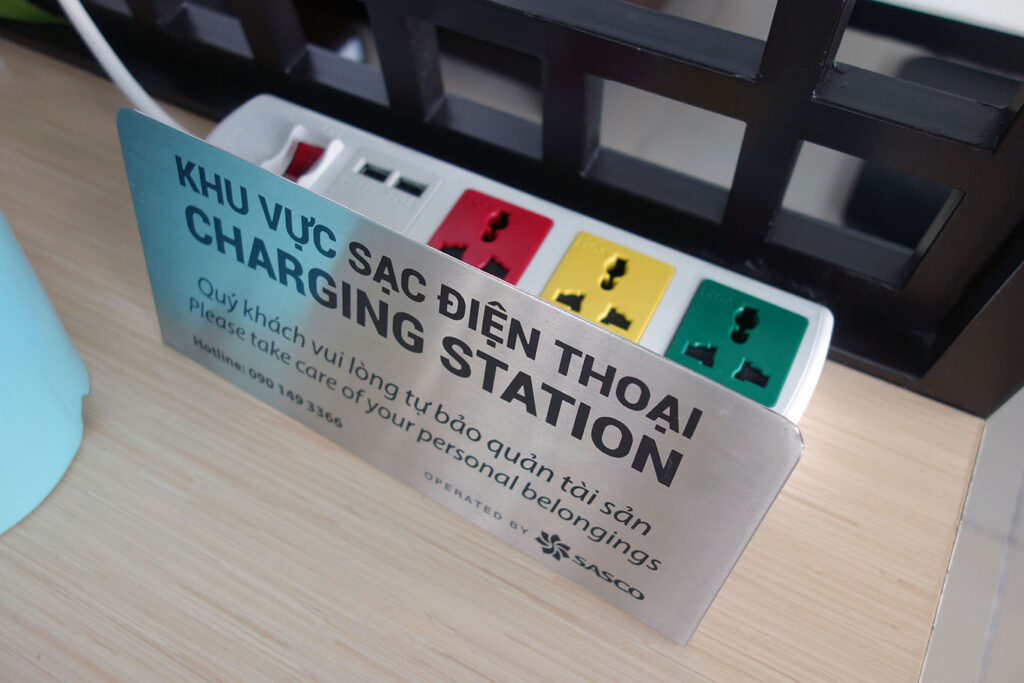 KHU VỰC SẠC ĐIỆN THOẠI
CHARGING STATION
Quý khách vui lòng tự bảo quản tài sản
Please take care of your personal belongings
Hotline: 090 149 3366
OPERATED BY SASCO